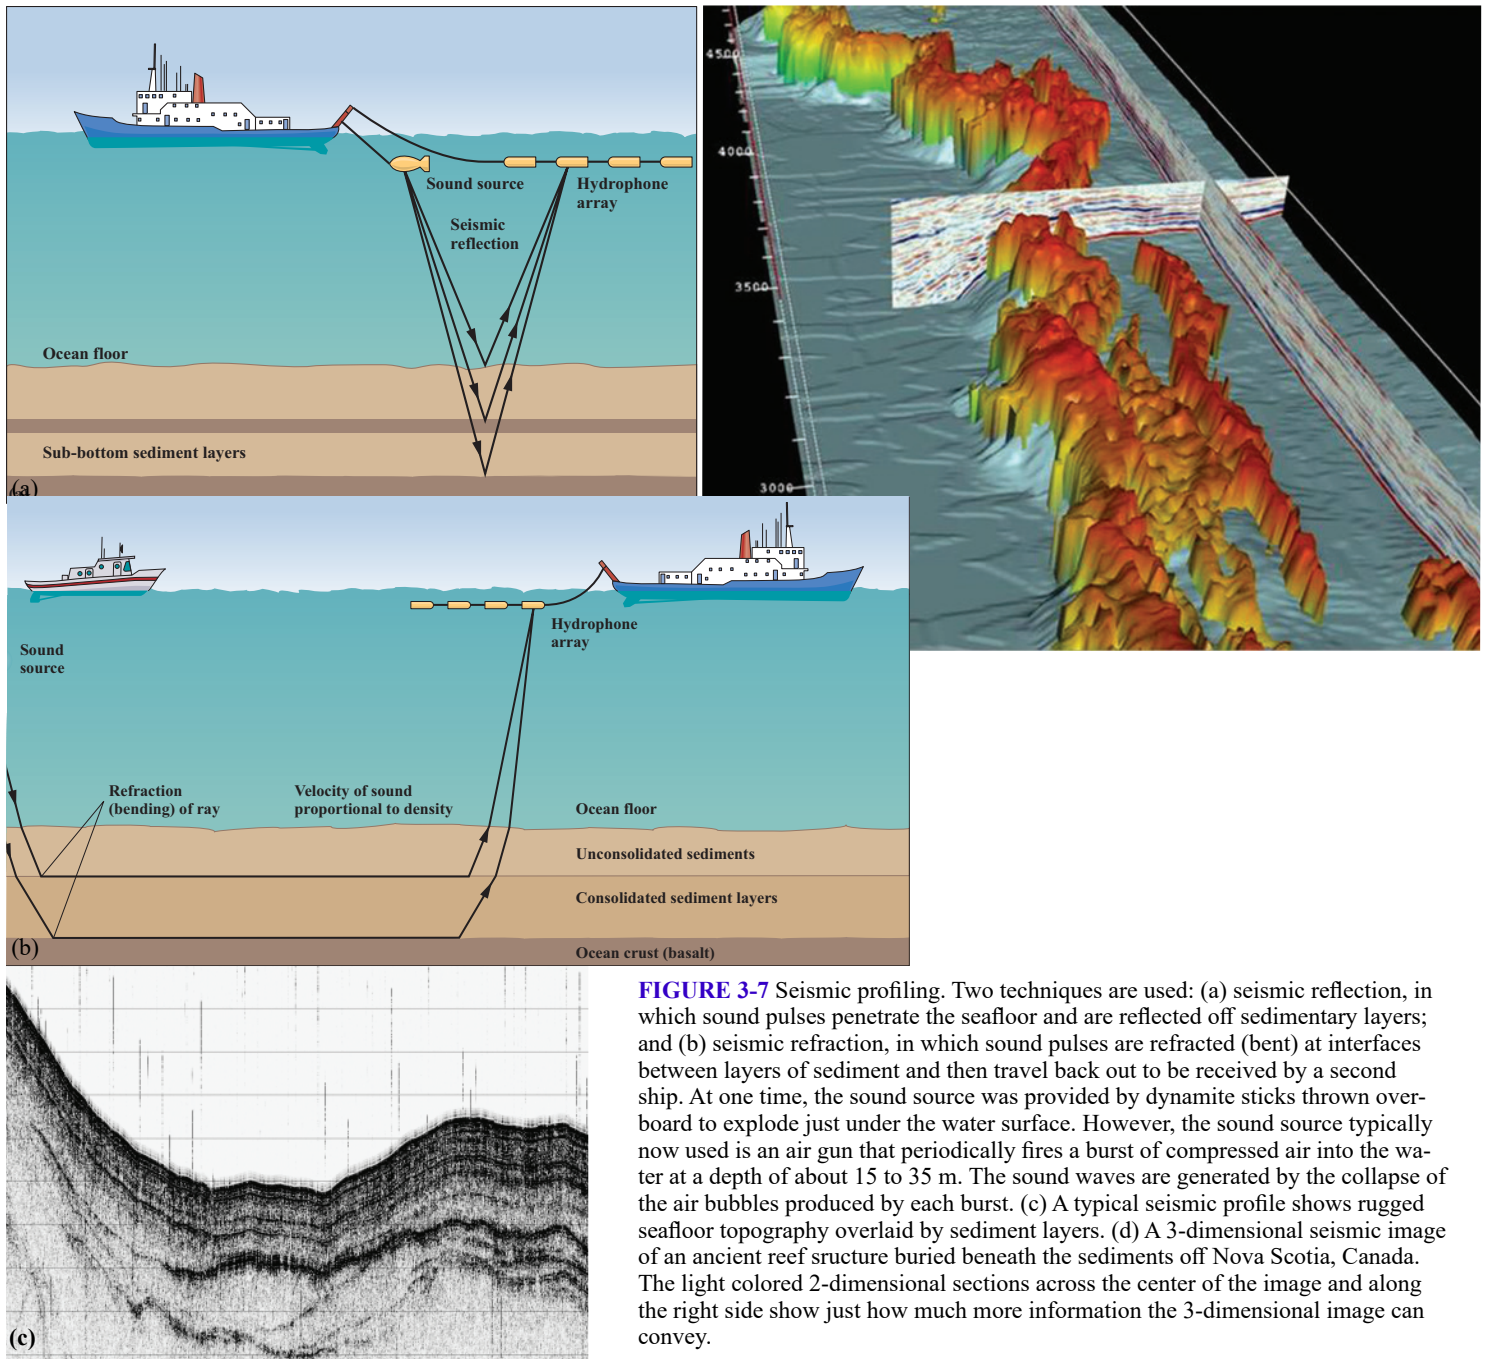 Sound source
Hydrophone
array
Seismic
reflection
Ocean floor
Sub-bottom sediment layers
(a)
4500
4000
3500
3000
Hydrophone
array
Sound
source
Refraction
(bending) of ray
Velocity of sound
proportional to density
Ocean floor
Unconsolidated sediments
Consolidated sediment layers
Ocean crust (basalt)
(b)
(c)
FIGURE 3-7 Seismic profiling. Two techniques are used: (a) seismic reflection, in
which sound pulses penetrate the seafloor and are reflected off sedimentary layers;
and (b) seismic refraction, in which sound pulses are refracted (bent) at interfaces
between layers of sediment and then travel back out to be received by a second
ship. At one time, the sound source was provided by dynamite sticks thrown over-
board to explode just under the water surface. However, the sound source typically
now used is an air gun that periodically fires a burst of compressed air into the wa-
ter at a depth of about 15 to 35 m. The sound waves are generated by the collapse of
the air bubbles produced by each burst. (c) A typical seismic profile shows rugged
seafloor topography overlaid by sediment layers. (d) A 3-dimensional seismic image
of an ancient reef sructure buried beneath the sediments off Nova Scotia, Canada.
The light colored 2-dimensional sections across the center of the image and along
the right side show just how much more information the 3-dimensional image can
convey.